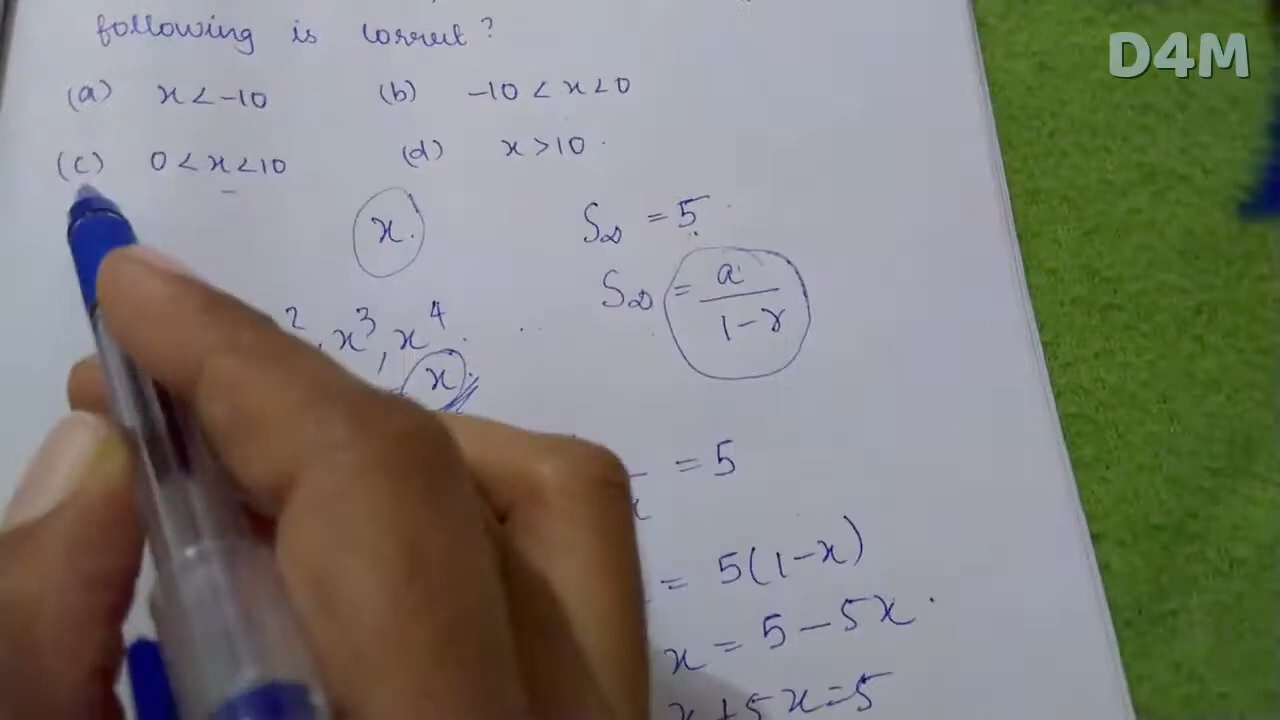 D4M
following is correct?
(a) x < -10 (b) -10 < x < 0
(c) 0 < x < 10 (d) x > 10.
x.
S∞ = 5
S∞ = a / 1-r
2, x³, x⁴ ...
x.
= 5
x
= 5(1-x)
x = 5 - 5x.
x + 5x = 5